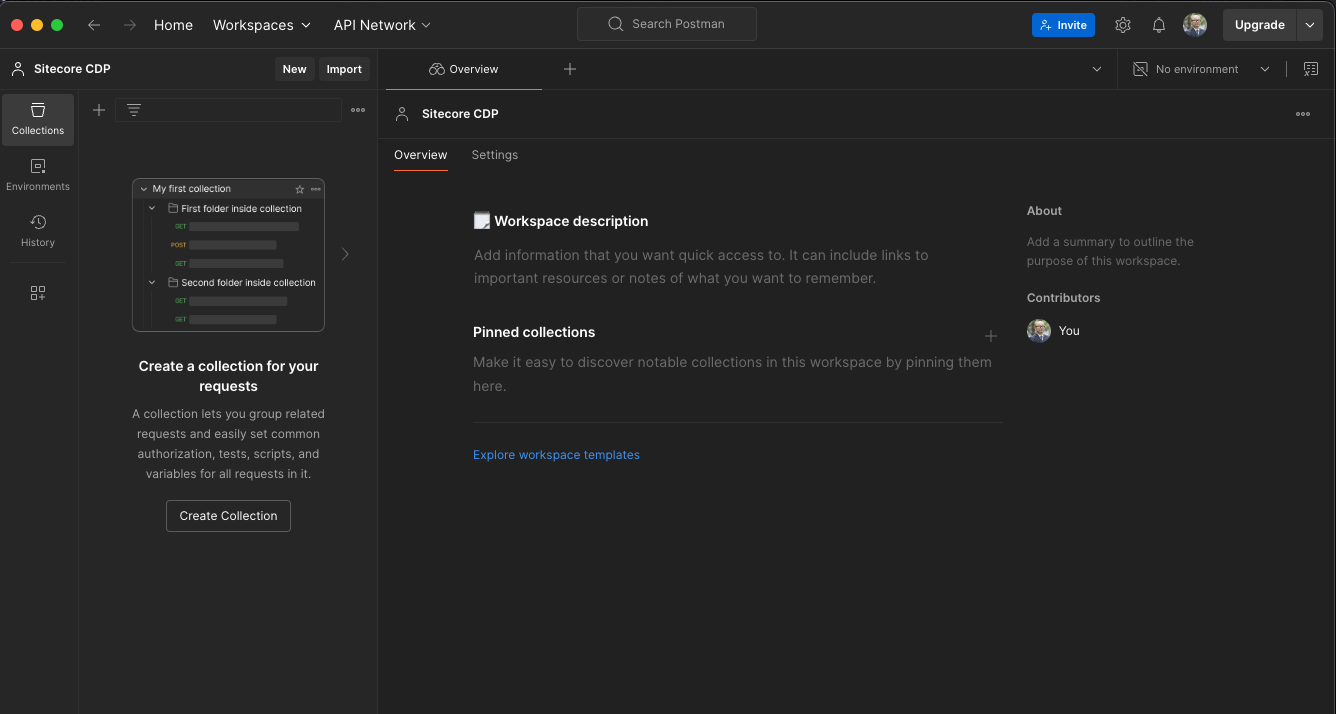 Home Workspaces API Network Search Postman Invite Upgrade
Sitecore CDP New Import Overview No environment
Collections
Environments
History
My first collection
First folder inside collection
GET
POST
GET
Second folder inside collection
GET
GET
Create a collection for your
requests
A collection lets you group related
requests and easily set common
authorization, tests, scripts, and
variables for all requests in it.
Create Collection
Sitecore CDP
Overview Settings
Workspace description
Add information that you want quick access to. It can include links to
important resources or notes of what you want to remember.
Pinned collections
Make it easy to discover notable collections in this workspace by pinning them
here.
Explore workspace templates
About
Add a summary to outline the
purpose of this workspace.
Contributors
You